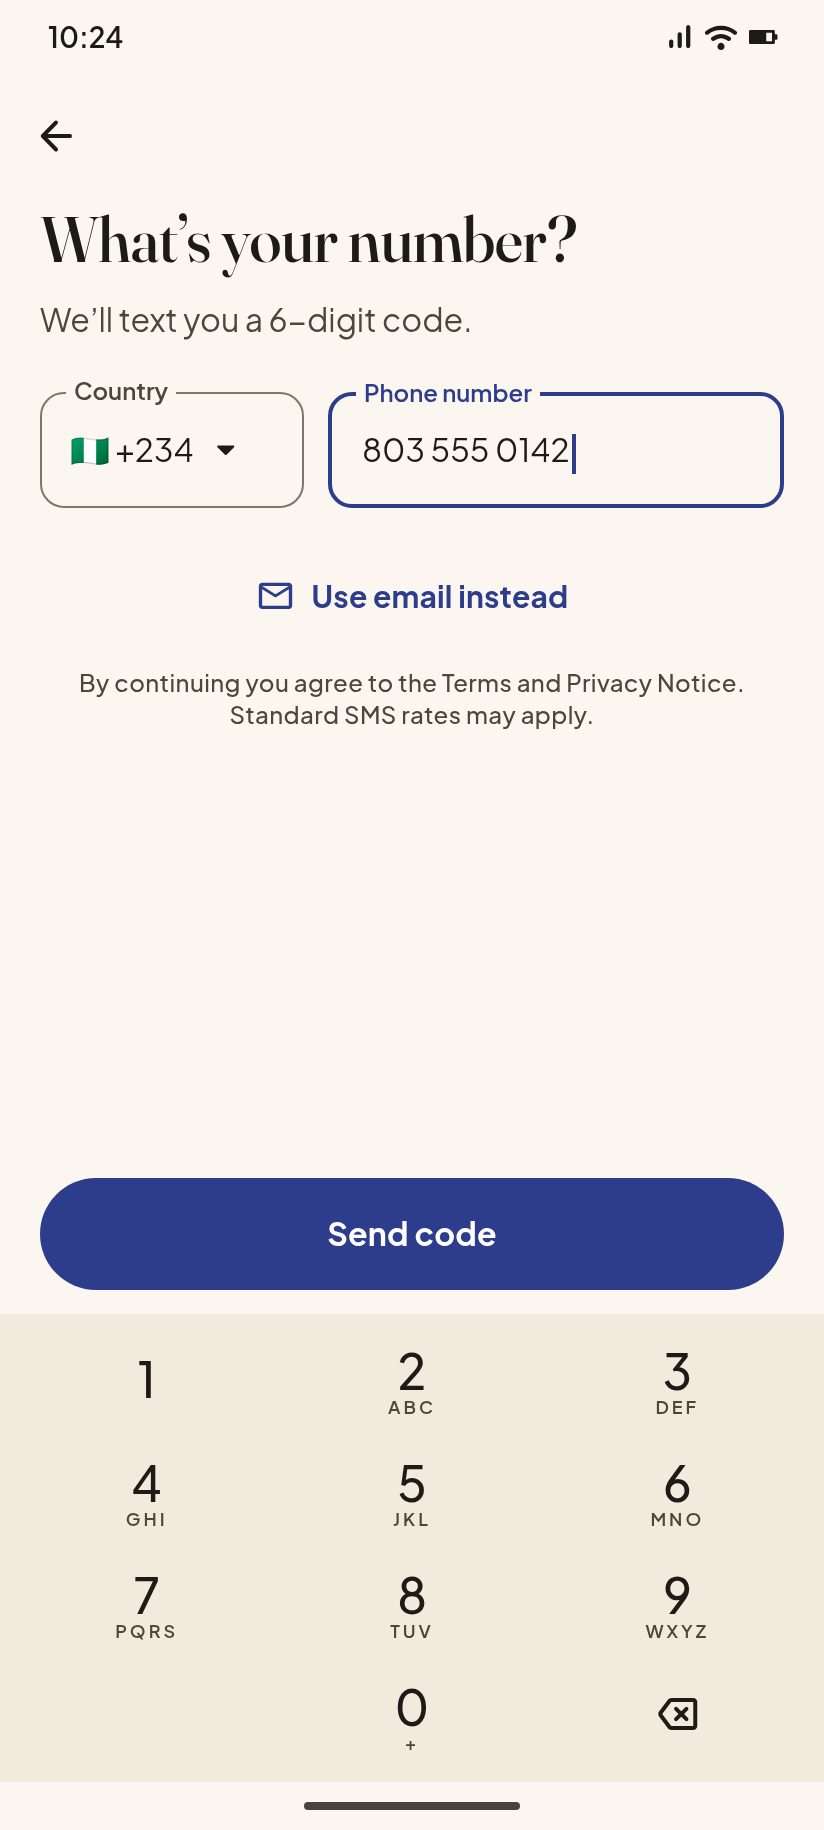 10:24
What’s your number?
We’ll text you a 6–digit code.
Country
Phone number
+234
803 555 0142
Use email instead
By continuing you agree to the Terms and Privacy Notice.
Standard SMS rates may apply.
Send code
1 2 3
ABC DEF
4 5 6
GHI JKL MNO
7 8 9
PQRS TUV WXYZ
0
+